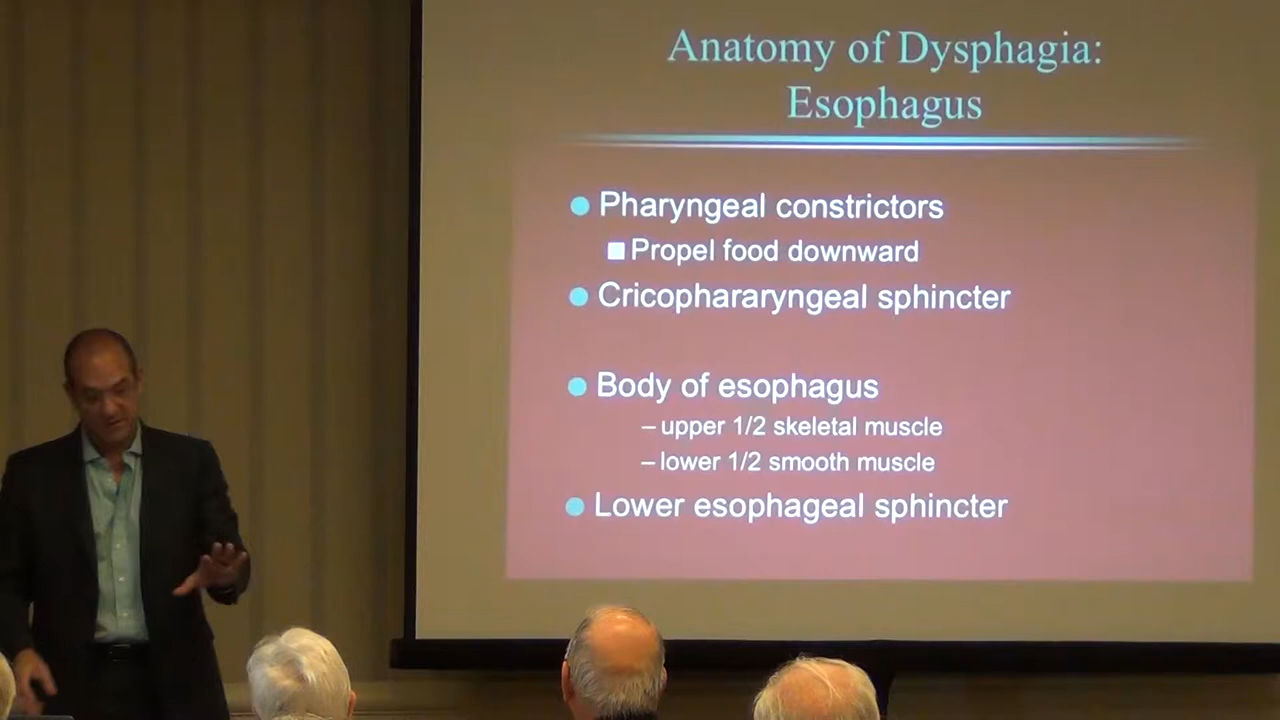 Anatomy of Dysphagia:
Esophagus
Pharyngeal constrictors
Propel food downward
Cricophararyngeal sphincter
Body of esophagus
– upper 1/2 skeletal muscle
– lower 1/2 smooth muscle
Lower esophageal sphincter